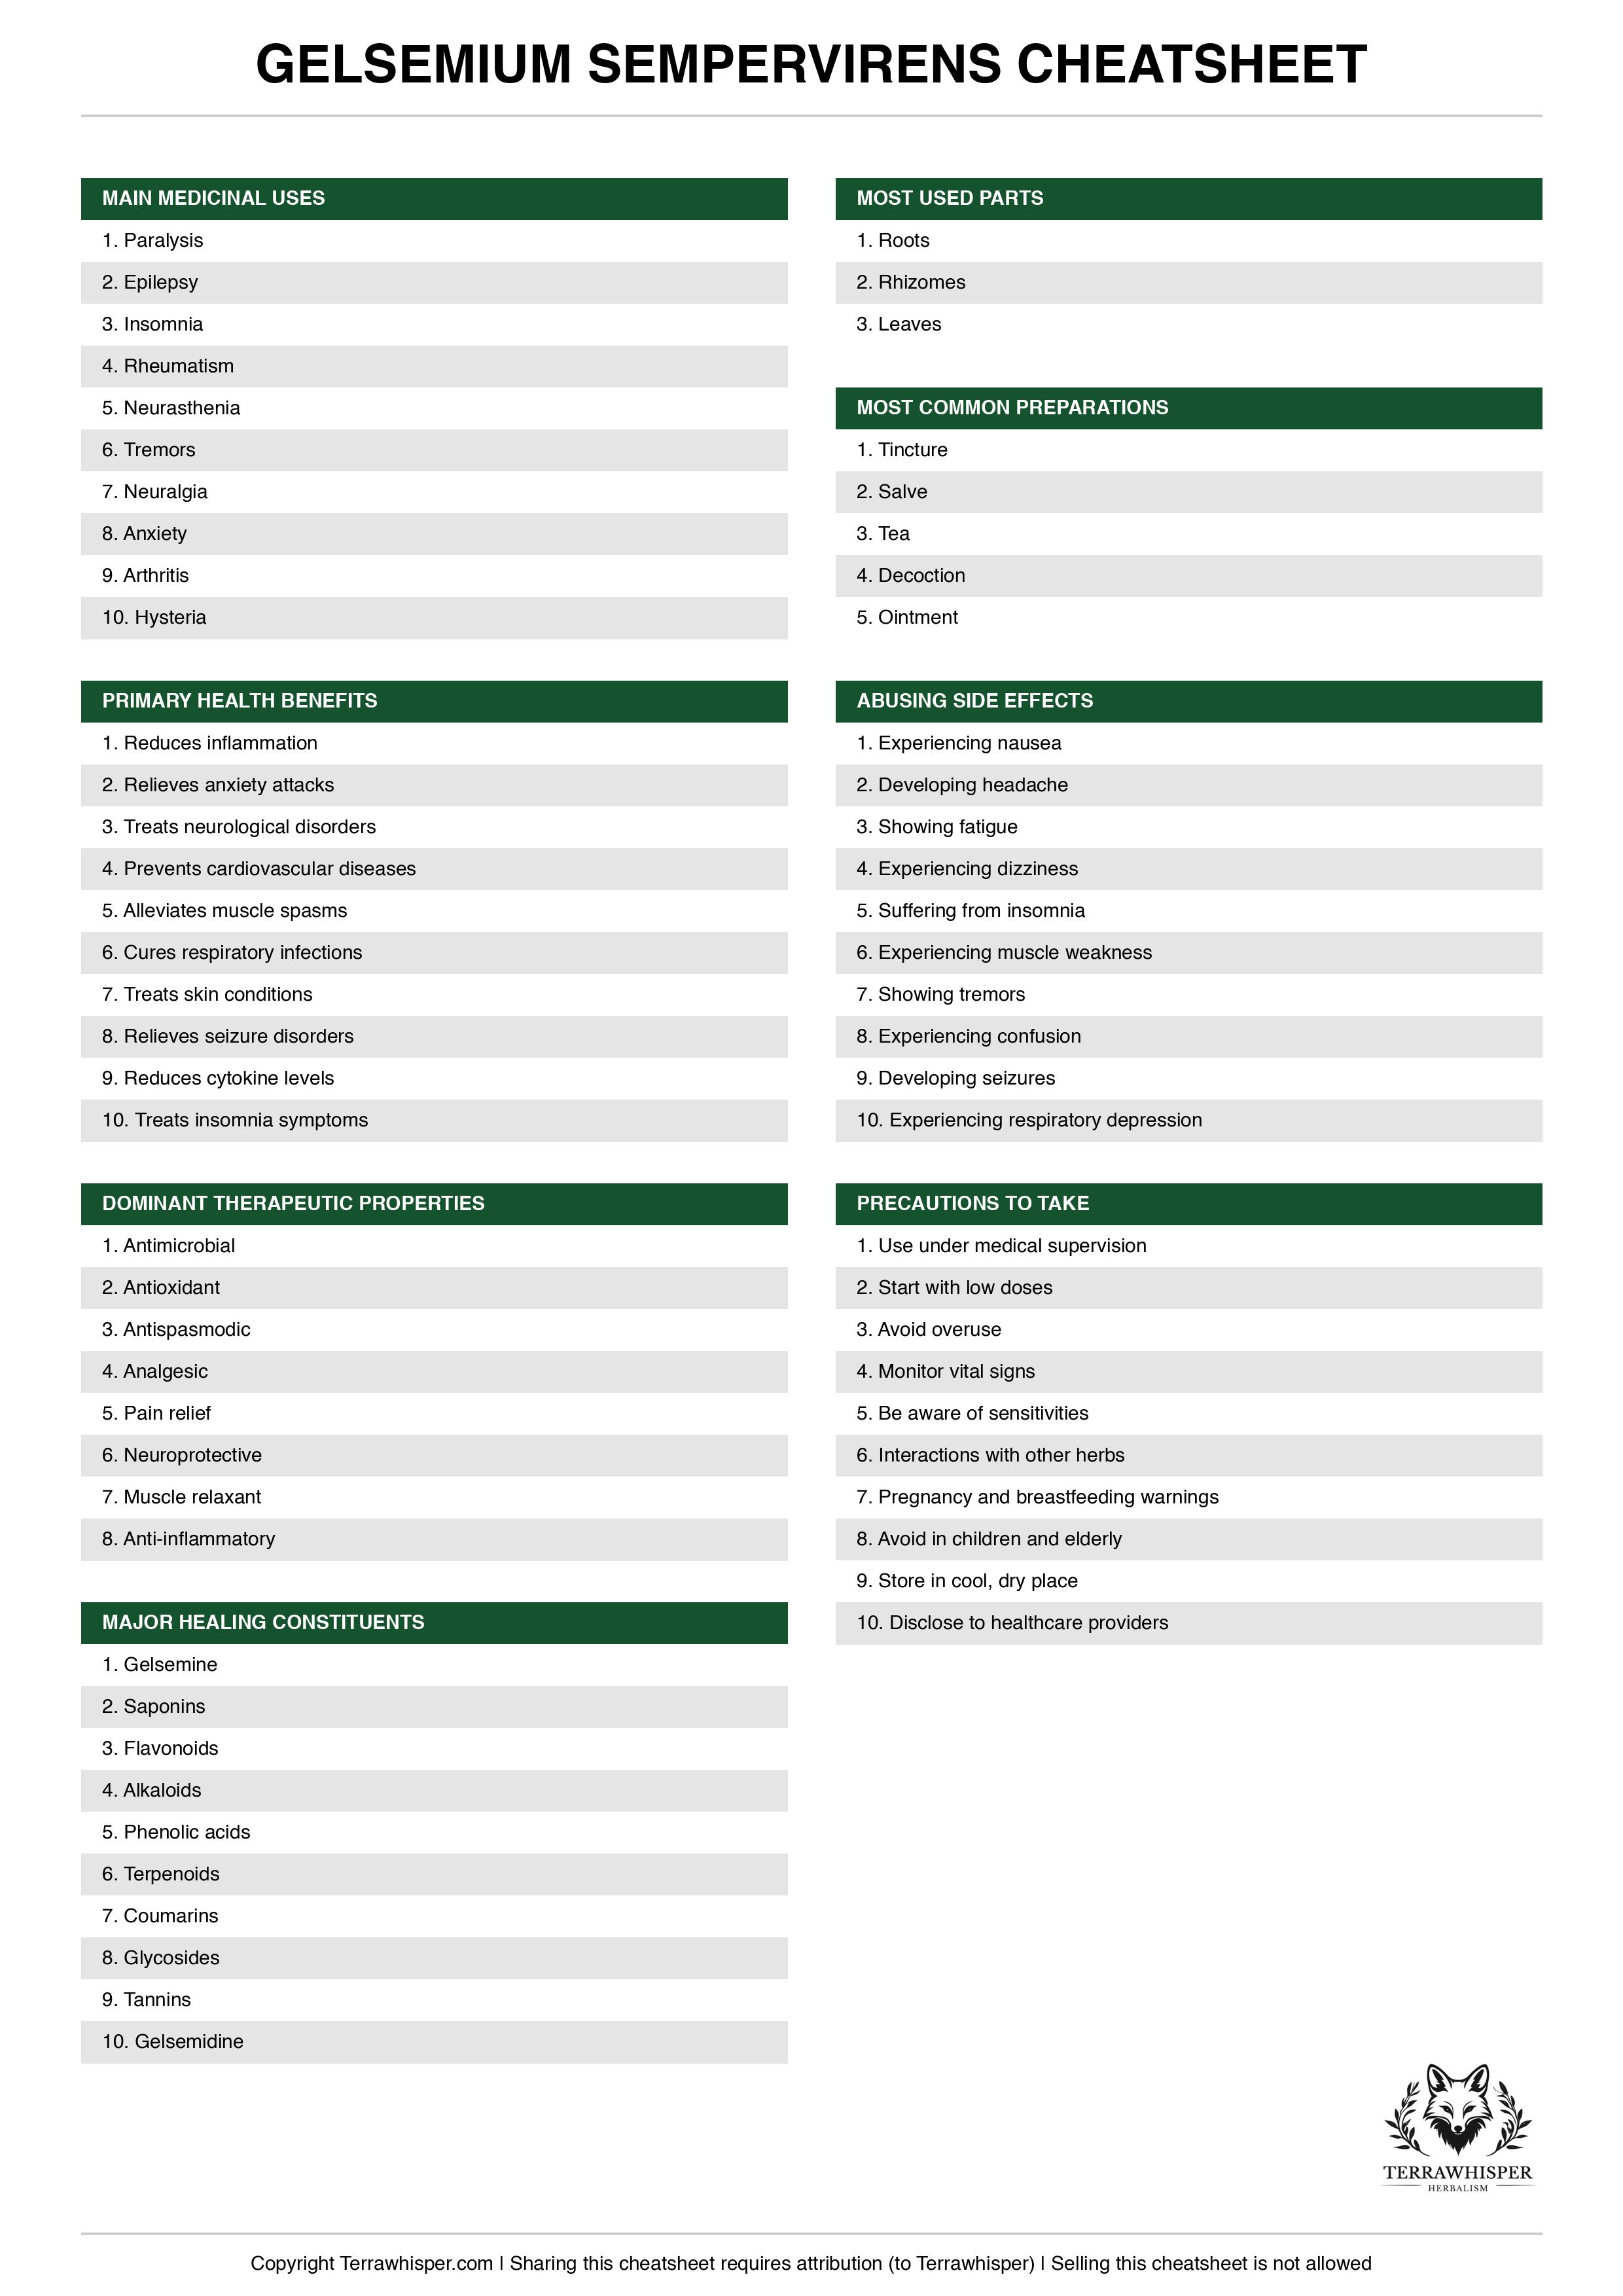 GELSEMIUM SEMPERVIRENS CHEATSHEET
MAIN MEDICINAL USES
1. Paralysis
2. Epilepsy
3. Insomnia
4. Rheumatism
5. Neurasthenia
6. Tremors
7. Neuralgia
8. Anxiety
9. Arthritis
10. Hysteria
PRIMARY HEALTH BENEFITS
1. Reduces inflammation
2. Relieves anxiety attacks
3. Treats neurological disorders
4. Prevents cardiovascular diseases
5. Alleviates muscle spasms
6. Cures respiratory infections
7. Treats skin conditions
8. Relieves seizure disorders
9. Reduces cytokine levels
10. Treats insomnia symptoms
DOMINANT THERAPEUTIC PROPERTIES
1. Antimicrobial
2. Antioxidant
3. Antispasmodic
4. Analgesic
5. Pain relief
6. Neuroprotective
7. Muscle relaxant
8. Anti-inflammatory
MAJOR HEALING CONSTITUENTS
1. Gelsemine
2. Saponins
3. Flavonoids
4. Alkaloids
5. Phenolic acids
6. Terpenoids
7. Coumarins
8. Glycosides
9. Tannins
10. Gelsemidine
MOST USED PARTS
1. Roots
2. Rhizomes
3. Leaves
MOST COMMON PREPARATIONS
1. Tincture
2. Salve
3. Tea
4. Decoction
5. Ointment
ABUSING SIDE EFFECTS
1. Experiencing nausea
2. Developing headache
3. Showing fatigue
4. Experiencing dizziness
5. Suffering from insomnia
6. Experiencing muscle weakness
7. Showing tremors
8. Experiencing confusion
9. Developing seizures
10. Experiencing respiratory depression
PRECAUTIONS TO TAKE
1. Use under medical supervision
2. Start with low doses
3. Avoid overuse
4. Monitor vital signs
5. Be aware of sensitivities
6. Interactions with other herbs
7. Pregnancy and breastfeeding warnings
8. Avoid in children and elderly
9. Store in cool, dry place
10. Disclose to healthcare providers
TERRAWHISPER
HERBALISM
Copyright Terrawhisper.com | Sharing this cheatsheet requires attribution (to Terrawhisper) | Selling this cheatsheet is not allowed